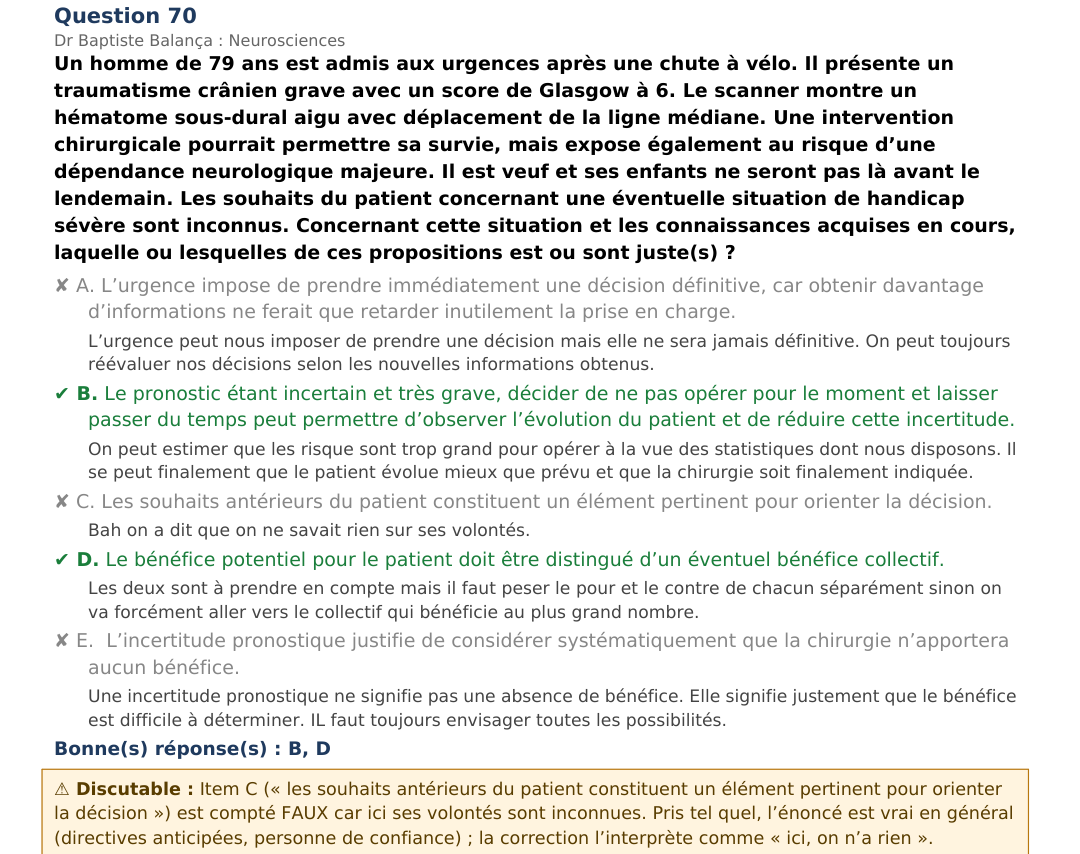 Question 70
Dr Baptiste Balança : Neurosciences
Un homme de 79 ans est admis aux urgences après une chute à vélo. Il présente un
traumatisme crânien grave avec un score de Glasgow à 6. Le scanner montre un
hématome sous-dural aigu avec déplacement de la ligne médiane. Une intervention
chirurgicale pourrait permettre sa survie, mais expose également au risque d’une
dépendance neurologique majeure. Il est veuf et ses enfants ne seront pas là avant le
lendemain. Les souhaits du patient concernant une éventuelle situation de handicap
sévère sont inconnus. Concernant cette situation et les connaissances acquises en cours,
laquelle ou lesquelles de ces propositions est ou sont juste(s) ?
✘ A. L’urgence impose de prendre immédiatement une décision définitive, car obtenir davantage
d’informations ne ferait que retarder inutilement la prise en charge.
L’urgence peut nous imposer de prendre une décision mais elle ne sera jamais définitive. On peut toujours
réévaluer nos décisions selon les nouvelles informations obtenus.
✔ B. Le pronostic étant incertain et très grave, décider de ne pas opérer pour le moment et laisser
passer du temps peut permettre d’observer l’évolution du patient et de réduire cette incertitude.
On peut estimer que les risque sont trop grand pour opérer à la vue des statistiques dont nous disposons. Il
se peut finalement que le patient évolue mieux que prévu et que la chirurgie soit finalement indiquée.
✘ C. Les souhaits antérieurs du patient constituent un élément pertinent pour orienter la décision.
Bah on a dit que on ne savait rien sur ses volontés.
✔ D. Le bénéfice potentiel pour le patient doit être distingué d’un éventuel bénéfice collectif.
Les deux sont à prendre en compte mais il faut peser le pour et le contre de chacun séparément sinon on
va forcément aller vers le collectif qui bénéficie au plus grand nombre.
✘ E. L’incertitude pronostique justifie de considérer systématiquement que la chirurgie n’apportera
aucun bénéfice.
Une incertitude pronostique ne signifie pas une absence de bénéfice. Elle signifie justement que le bénéfice
est difficile à déterminer. IL faut toujours envisager toutes les possibilités.
Bonne(s) réponse(s) : B, D
⚠ Discutable : Item C (« les souhaits antérieurs du patient constituent un élément pertinent pour orienter
la décision ») est compté FAUX car ici ses volontés sont inconnues. Pris tel quel, l’énoncé est vrai en général
(directives anticipées, personne de confiance) ; la correction l’interprète comme « ici, on n’a rien ».